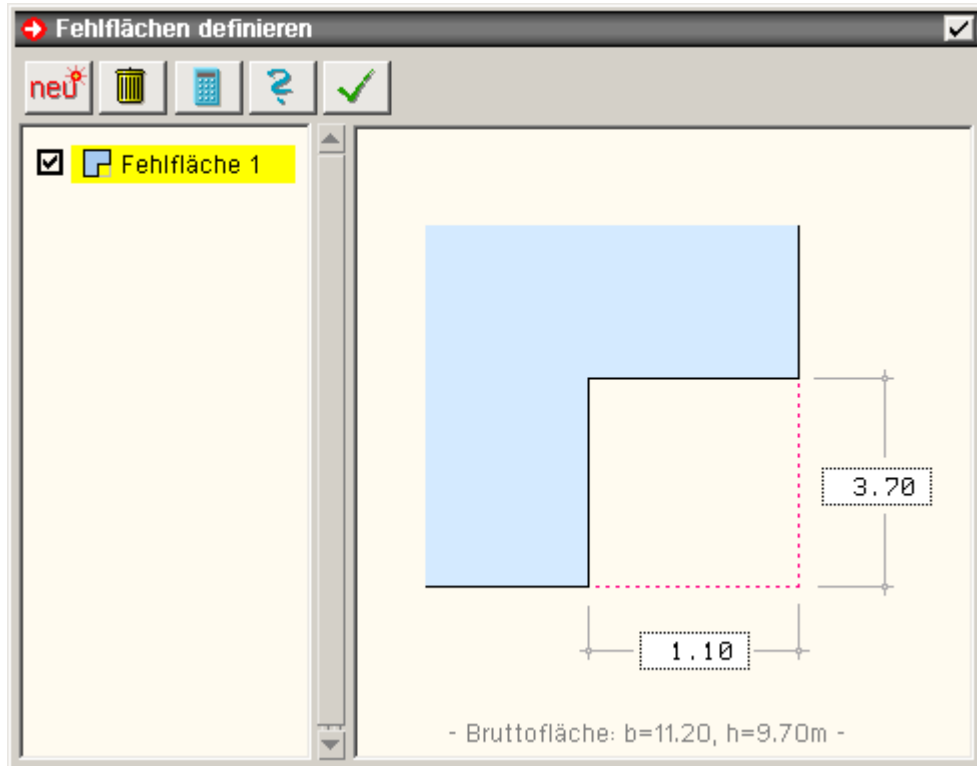 Fehlflächen definieren
neu
Fehlfläche 1
3.70
1.10
- Bruttofläche: b=11.20, h=9.70m -